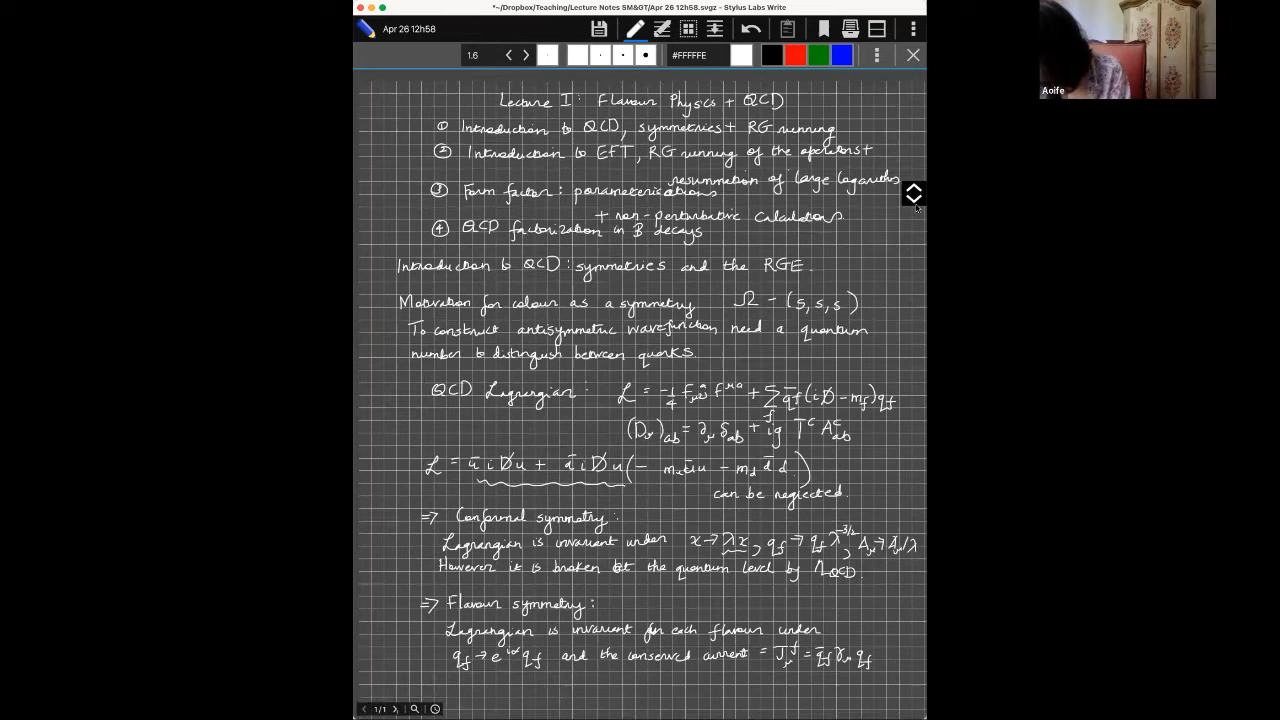 *~/Dropbox/Teaching/Lecture Notes SM&GT/Apr 26 12h58.svgz - Stylus Labs Write
Apr 26 12h58
1.6
#FFFFFE
Aoife
Lecture I: Flavour Physics + QCD
① Introduction to QCD, symmetries + RG running
② Introduction to EFT, RG running of the operators +
resummation of large logarithms
③ Form factor: parameterications
+ non-perturbative calculations
④ QCD factorization in B decays
Introduction to QCD: symmetries and the RGE.
Motivation for colour as a symmetry Ω - (s, s, s)
To construct antisymmetric wavefunction need a quantum
number to distinguish between quarks.
QCD Lagrangian: ℒ = -1/4 F^a_μν F^μν a + Σ_f q̄_f (i D̸ - m_f) q_f
(D_μ)_ab = ∂_μ δ_ab + ig T^c A^c_ab
ℒ = ū i D̸ u + d̄ i D̸ u (- m_u ū u - m_d d̄ d)
can be neglected.
⇒ Conformal symmetry:
Lagrangian is invariant under x → λx, q_f → q_f λ^-3/2, A_μ → A_μ/λ
However it is broken at the quantum level by Λ_QCD.
⇒ Flavour symmetry:
Lagrangian is invariant for each flavour under
q_f → e^iα q_f and the conserved current = J^f_μ = q̄_f γ_μ q_f
1/1